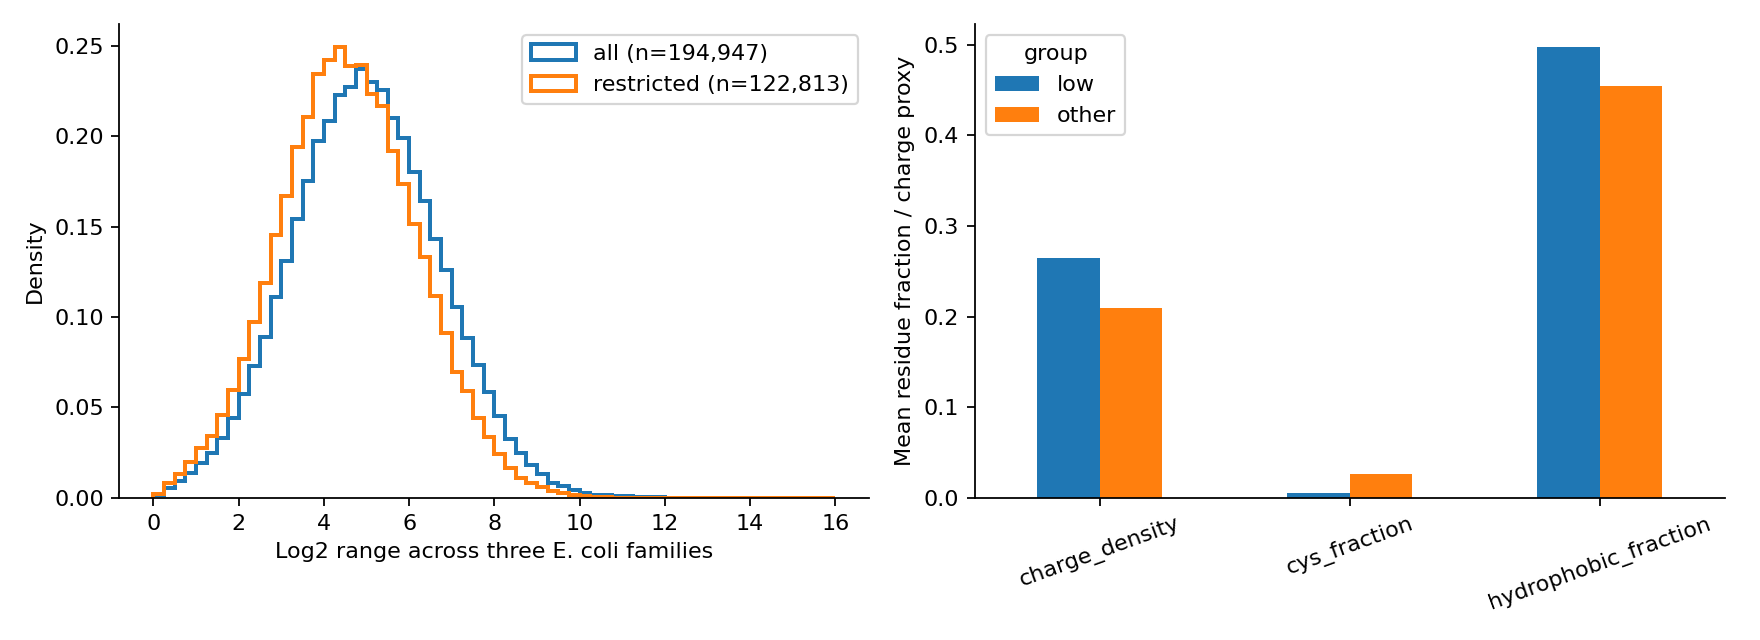 0.25
0.20
0.15
0.10
0.05
0.00
Density
0 2 4 6 8 10 12 14 16
Log2 range across three E. coli families
all (n=194,947)
restricted (n=122,813)
0.5
0.4
0.3
0.2
0.1
0.0
Mean residue fraction / charge proxy
group
low
other
charge_density
cys_fraction
hydrophobic_fraction